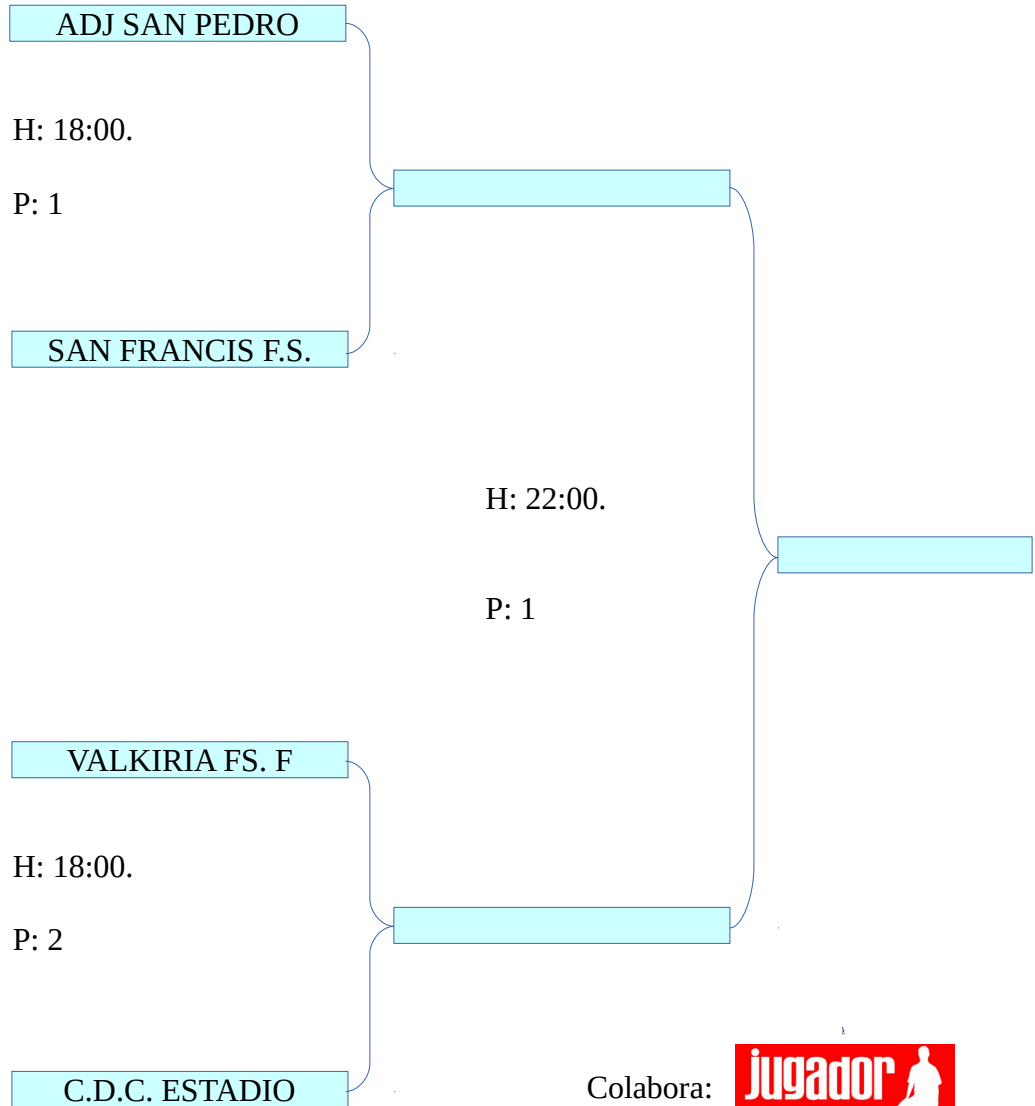 ADJ SAN PEDRO
H: 18:00.
P: 1
SAN FRANCIS F.S.
H: 22:00.
P: 1
VALKIRIA FS. F
H: 18:00.
P: 2
C.D.C. ESTADIO
Colabora:
jugador